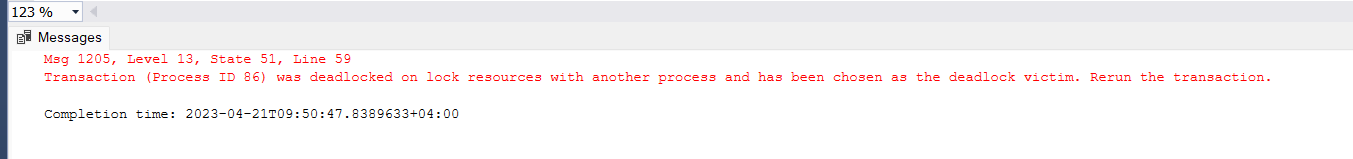 123 %
Messages
Msg 1205, Level 13, State 51, Line 59
Transaction (Process ID 86) was deadlocked on lock resources with another process and has been chosen as the deadlock victim. Rerun the transaction.
Completion time: 2023-04-21T09:50:47.8389633+04:00